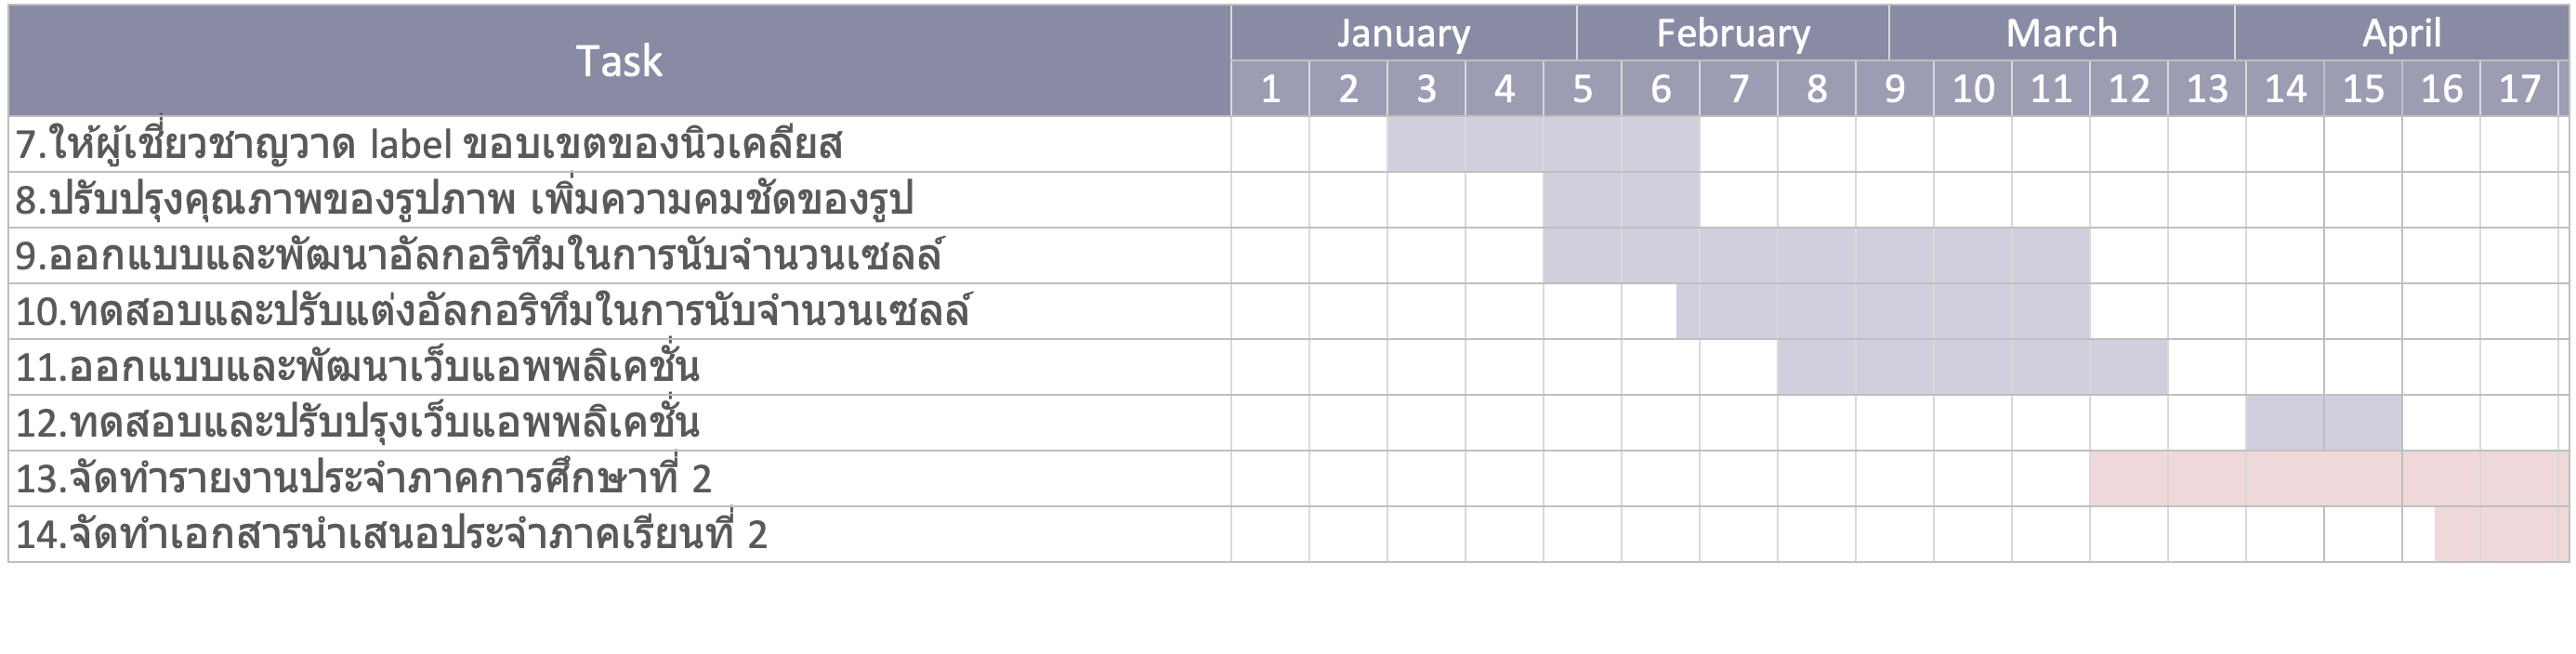 Task
January February March April
1 2 3 4 5 6 7 8 9 10 11 12 13 14 15 16 17
7.ให้ผู้เชี่ยวชาญวาด label ขอบเขตของนิวเคลียส
8.ปรับปรุงคุณภาพของรูปภาพ เพิ่มความคมชัดของรูป
9.ออกแบบและพัฒนาอัลกอริทึมในการนับจำนวนเซลล์
10.ทดสอบและปรับแต่งอัลกอริทึมในการนับจำนวนเซลล์
11.ออกแบบและพัฒนาเว็บแอพพลิเคชั่น
12.ทดสอบและปรับปรุงเว็บแอพพลิเคชั่น
13.จัดทำรายงานประจำภาคการศึกษาที่ 2
14.จัดทำเอกสารนำเสนอประจำภาคเรียนที่ 2